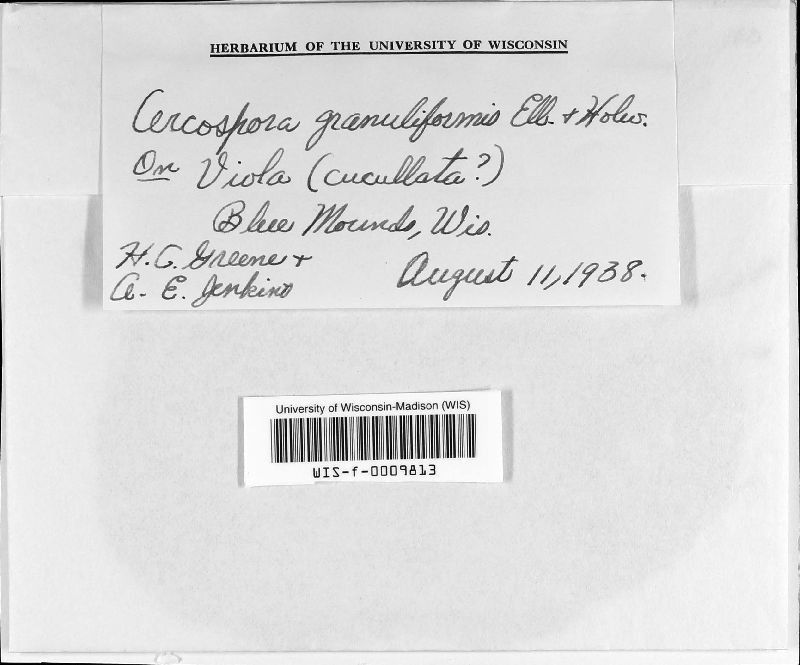 HERBARIUM OF THE UNIVERSITY OF WISCONSIN
Cercospora granuliformis Ell. & Holw.
On Viola (cucullata?)
Blue Mounds, Wis.
H. C. Greene &
A. E. Jenkins
August 11, 1938.
University of Wisconsin-Madison (WIS)
WIS-f-0009813